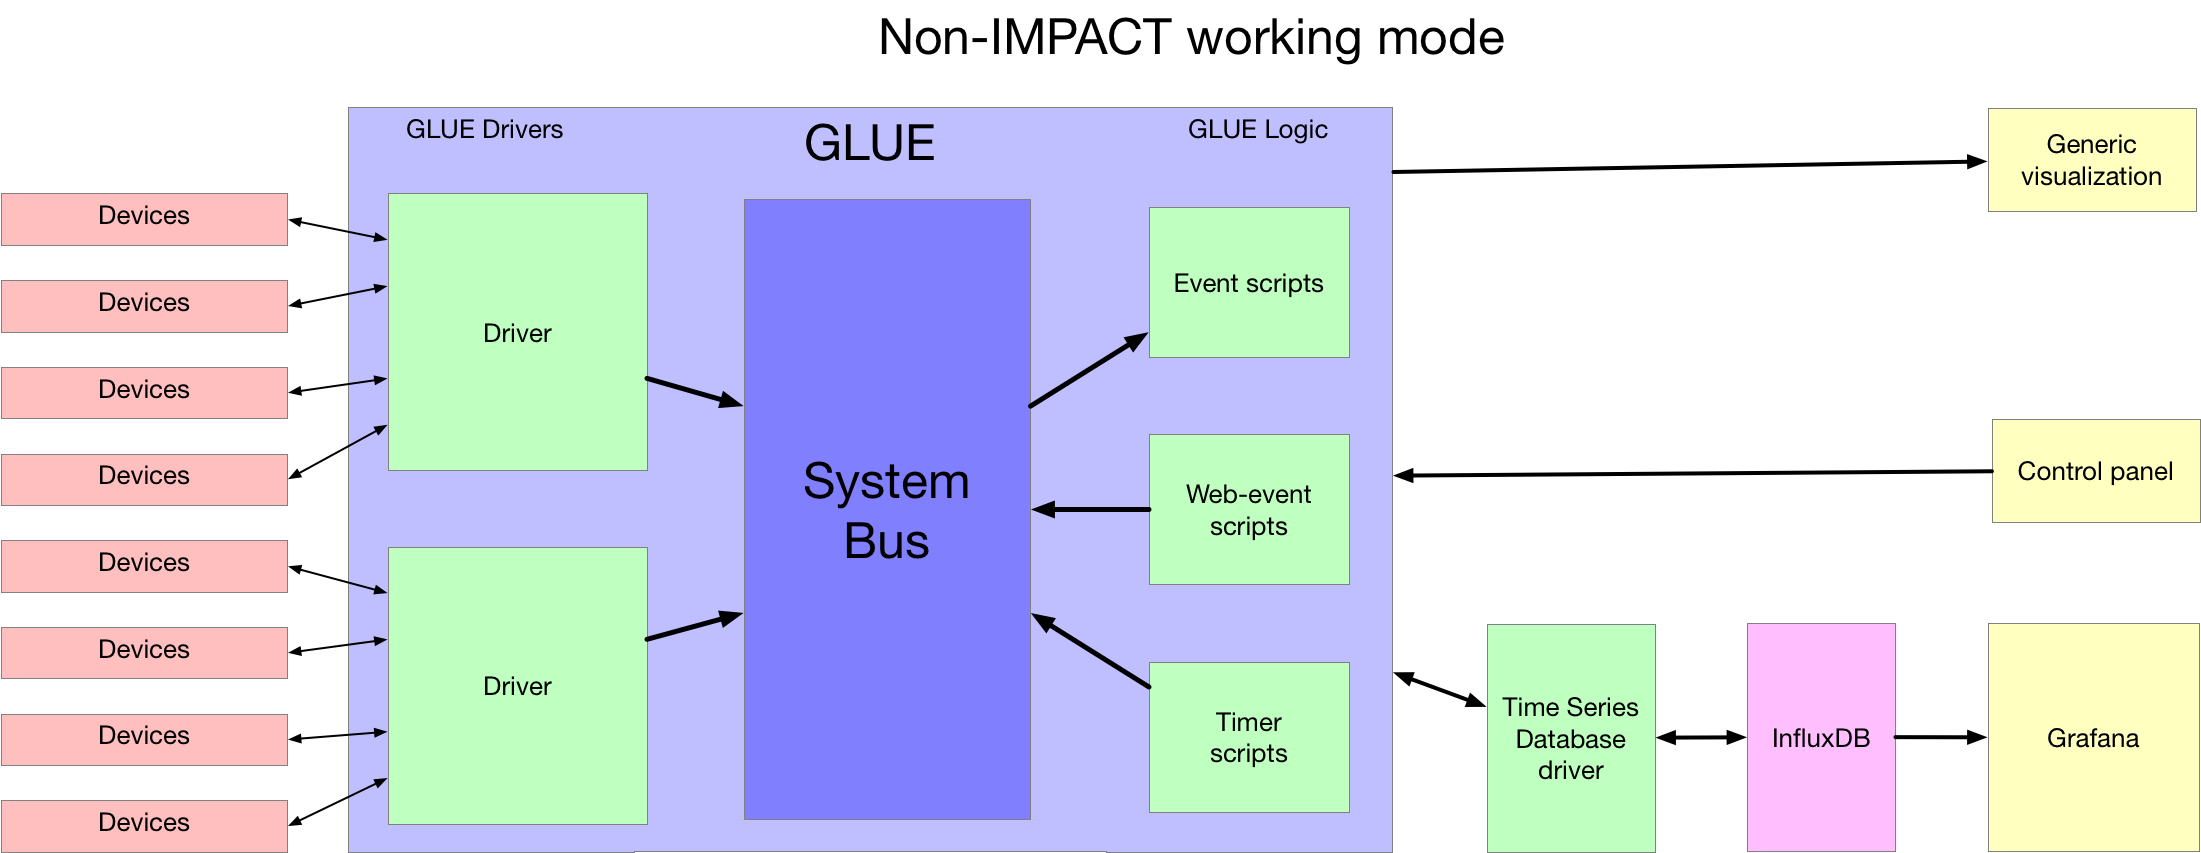 Non-IMPACT working mode
GLUE Drivers
GLUE
GLUE Logic
Devices
Devices
Devices
Devices
Devices
Devices
Devices
Devices
Driver
Driver
System
Bus
Event scripts
Web-event
scripts
Timer
scripts
Generic
visualization
Control panel
Time Series
Database
driver
InfluxDB
Grafana